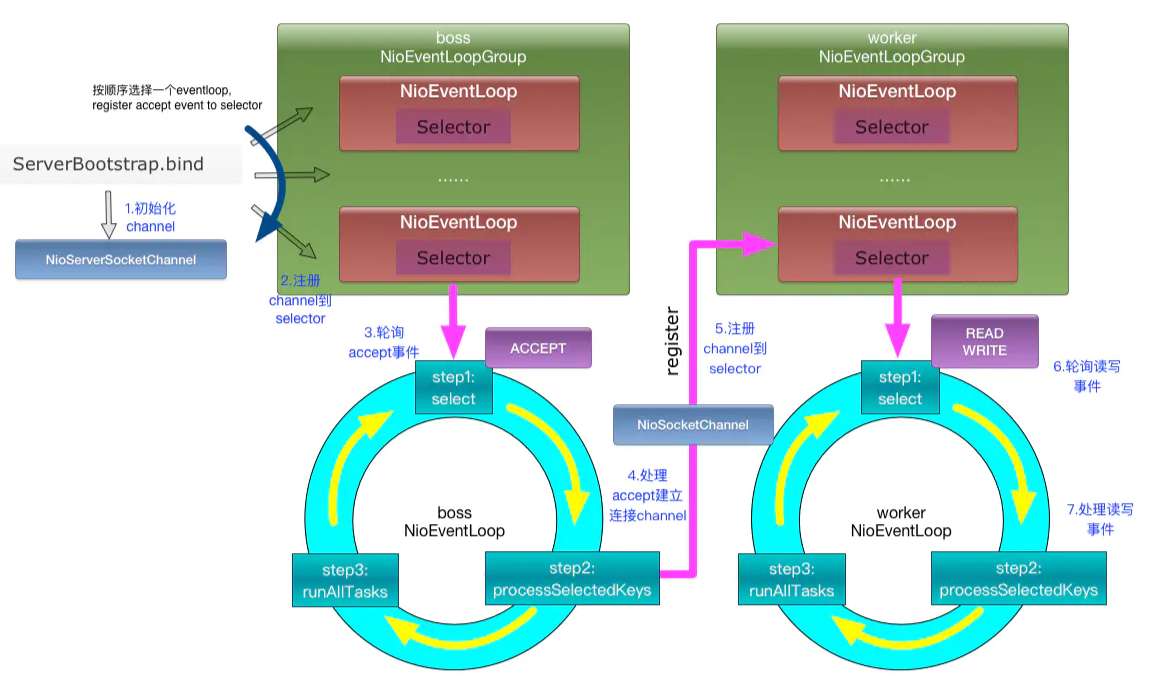 按顺序选择一个eventloop,
register accept event to selector
ServerBootstrap.bind
1.初始化
channel
NioServerSocketChannel
boss
NioEventLoopGroup
NioEventLoop
Selector
......
NioEventLoop
Selector
2.注册
channel到
selector
3.轮询
accept事件
ACCEPT
step1:
select
boss
NioEventLoop
step2:
processSelectedKeys
step3:
runAllTasks
4.处理
accept建立
连接channel
NioSocketChannel
register
5.注册
channel到
selector
worker
NioEventLoopGroup
NioEventLoop
Selector
......
NioEventLoop
Selector
READ
WRITE
6.轮询读写
事件
step1:
select
worker
NioEventLoop
7.处理读写
事件
step2:
processSelectedKeys
step3:
runAllTasks